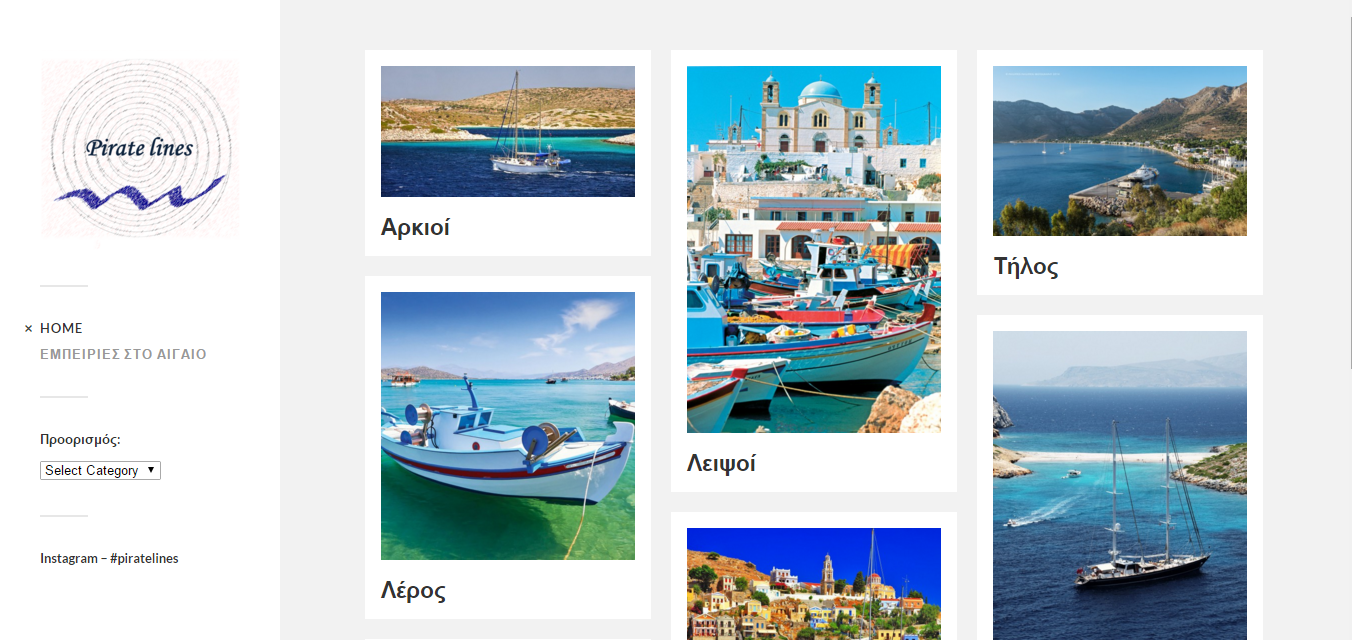 Pirate lines
× HOME
ΕΜΠΕΙΡΙΕΣ ΣΤΟ ΑΙΓΑΙΟ
Προορισμός:
Select Category
Instagram – #piratelines
Αρκιοί
Λέρος
Λειψοί
Τήλος